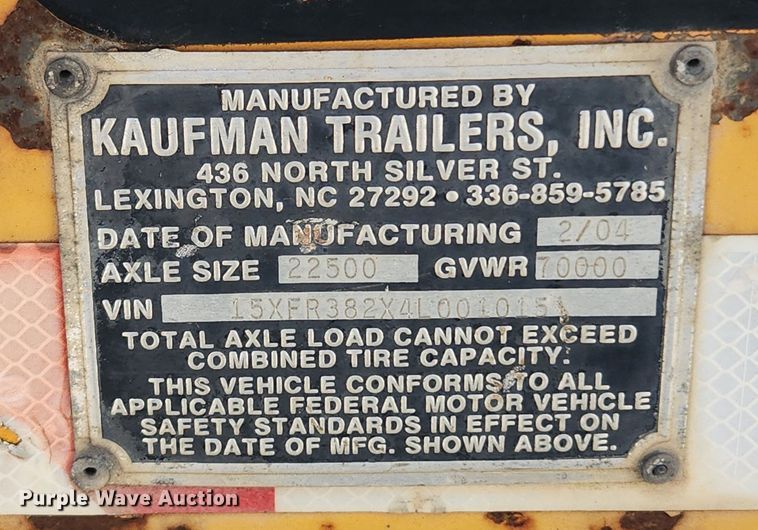 MANUFACTURED BY
KAUFMAN TRAILERS, INC.
436 NORTH SILVER ST.
LEXINGTON, NC 27292 • 336-859-5785
DATE OF MANUFACTURING 2/04
AXLE SIZE 22500 GVWR 70000
VIN 15XFR382X4L001015
TOTAL AXLE LOAD CANNOT EXCEED
COMBINED TIRE CAPACITY.
THIS VEHICLE CONFORMS TO ALL
APPLICABLE FEDERAL MOTOR VEHICLE
SAFETY STANDARDS IN EFFECT ON
THE DATE OF MFG. SHOWN ABOVE.
Purple Wave Auction